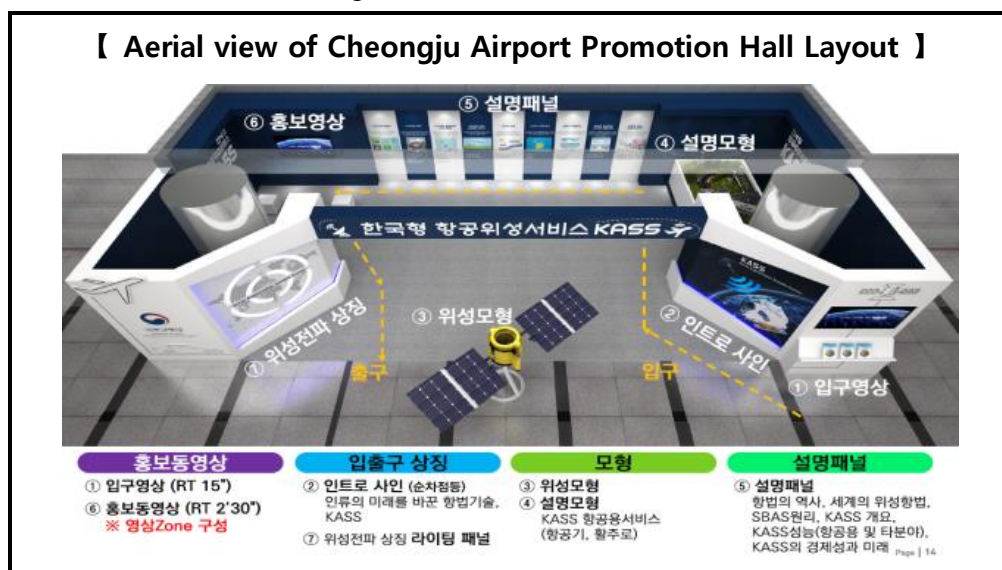 【 Aerial view of Cheongju Airport Promotion Hall Layout 】
⑤ 설명패널
⑥ 홍보영상
④ 설명모형
KASS
한국형 항공위성서비스 KASS
KASS
③ 위성모형
② 인트로 사인
① 위성전파 상징
출구
입구
① 입구영상
홍보동영상
① 입구영상 (RT 15")
⑥ 홍보동영상 (RT 2'30")
※ 영상Zone 구성
입출구 상징
② 인트로 사인 (순차점등)
인류의 미래를 바꾼 항법기술,
KASS
⑦ 위성전파 상징 라이팅 패널
모형
③ 위성모형
④ 설명모형
KASS 항공용서비스
(항공기, 활주로)
설명패널
⑤ 설명패널
항법의 역사, 세계의 위성항법,
SBAS원리, KASS 개요,
KASS성능(항공용 및 타분야),
KASS의 경제성과 미래
Page | 14